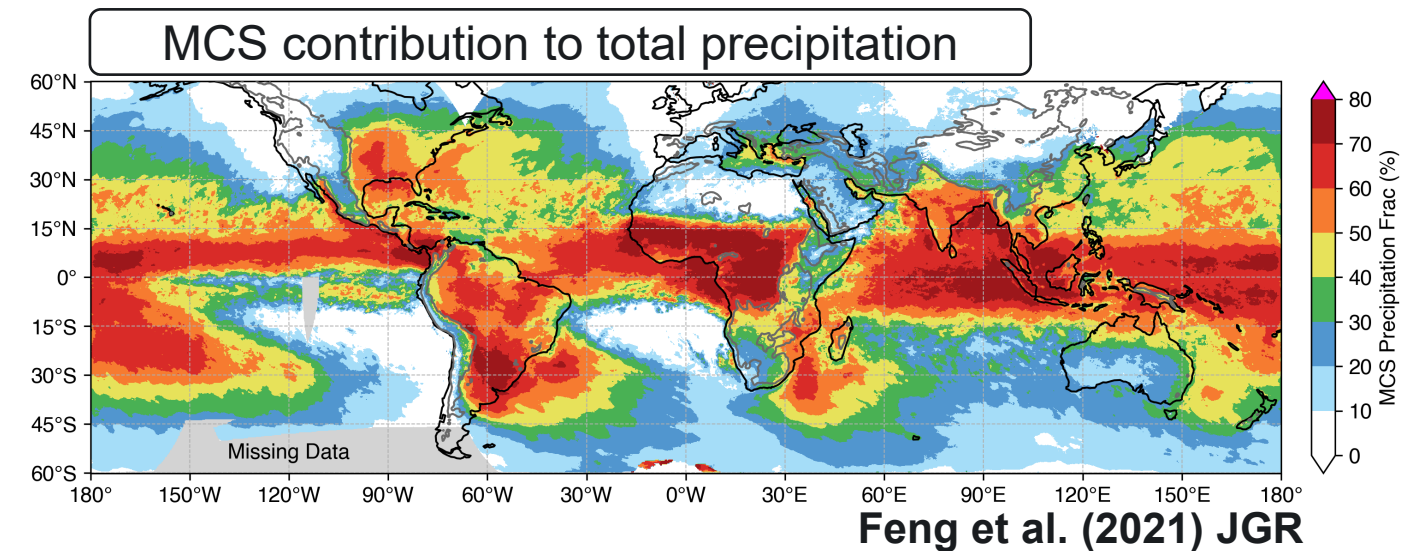 MCS contribution to total precipitation
60°N
45°N
30°N
15°N
0°
15°S
30°S
45°S
60°S
Missing Data
180° 150°W 120°W 90°W 60°W 30°W 0°W 30°E 60°E 90°E 120°E 150°E 180°
80
70
60
50
40
30
20
10
0
MCS Precipitation Frac (%)
Feng et al. (2021) JGR